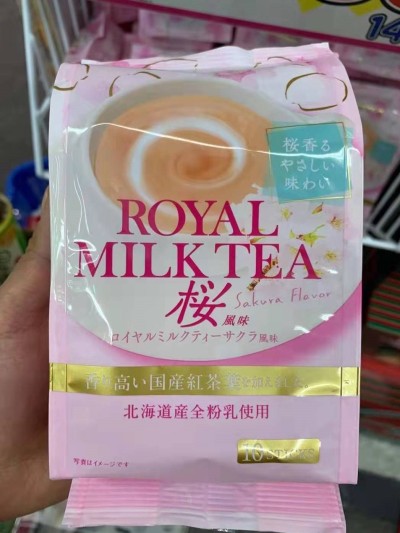 14
桜香る
やさしい
味わい
ROYAL
MILK TEA
桜
風味
Sakura Flavor
ロイヤルミルクティーサクラ風味
香り高い国産紅茶葉を加えました。
北海道産全粉乳使用
10 STICKS
写真はイメージです